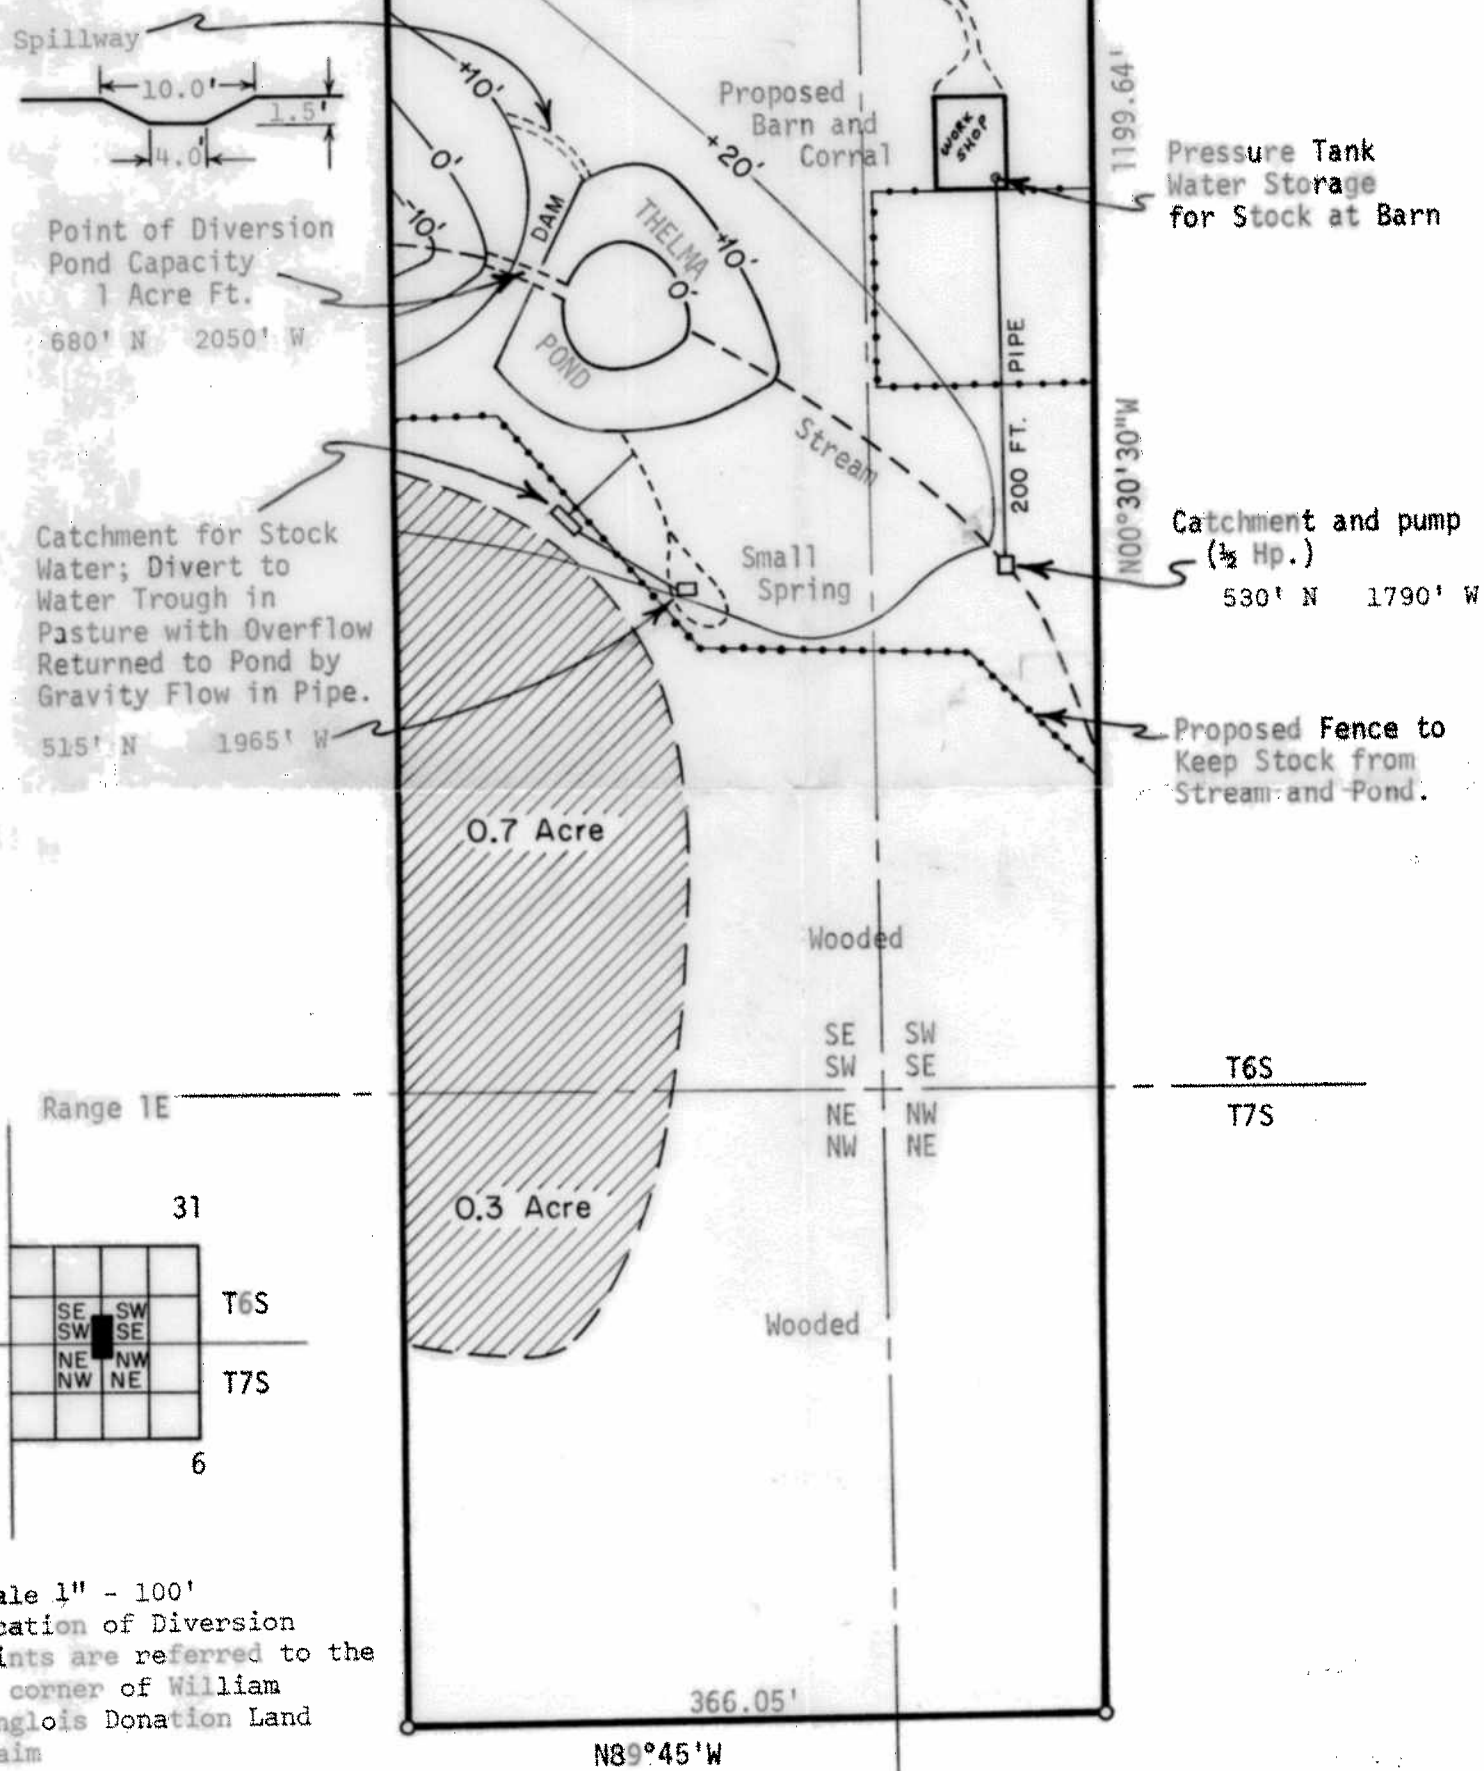 Spillway
10.0'
1.5'
4.0'
Point of Diversion
Pond Capacity
1 Acre Ft.
680' N 2050' W
+10'
0'
-10'
DAM
THELMA
POND
+10'
0'
+20'
Proposed
Barn and
Corral
WORK
SHOP
1199.64'
N00°30'30"W
Pressure Tank
Water Storage
for Stock at Barn
200 FT. PIPE
Stream
Small
Spring
Catchment for Stock
Water; Divert to
Water Trough in
Pasture with Overflow
Returned to Pond by
Gravity Flow in Pipe.
515' N 1965' W
Catchment and pump
(½ Hp.)
530' N 1790' W
Proposed Fence to
Keep Stock from
Stream and Pond.
0.7 Acre
Wooded
SE SW
SW SE
NE NW
NW NE
T6S
T7S
Range 1E
0.3 Acre
Wooded
31
SE SW
SW SE
NE NW
NW NE
T6S
T7S
6
ale 1" - 100'
cation of Diversion
ints are referred to the
corner of William
nglois Donation Land
aim
366.05'
N89°45'W